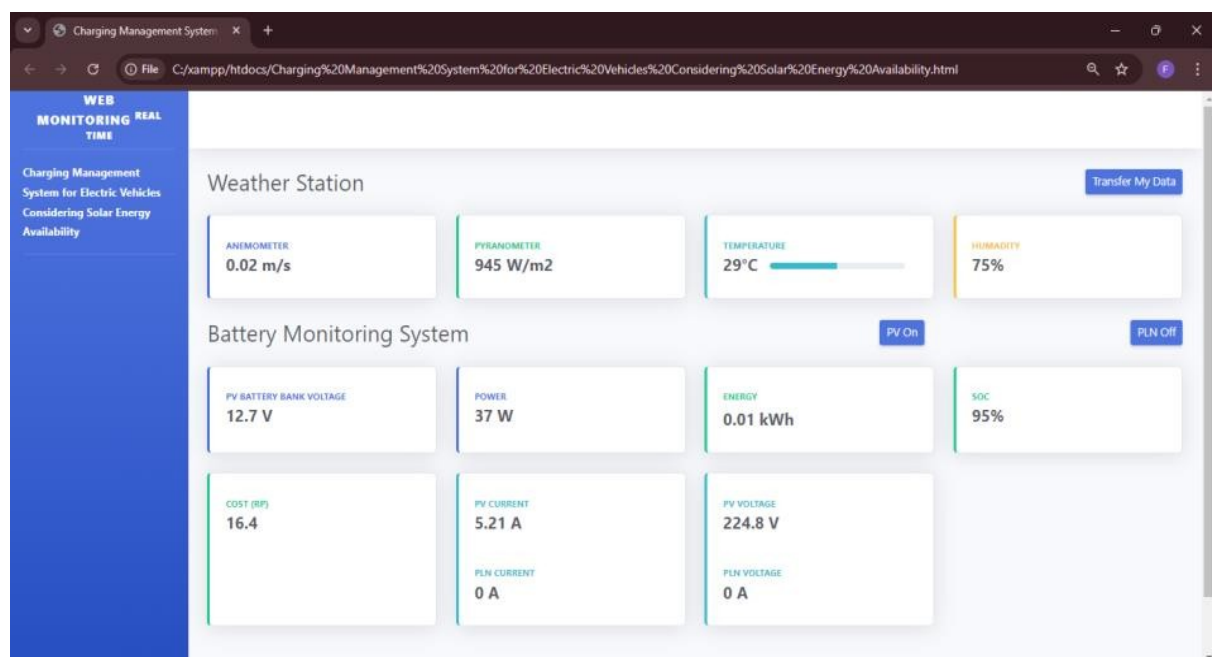 Charging Management System
File C:/xampp/htdocs/Charging%20Management%20System%20for%20Electric%20Vehicles%20Considering%20Solar%20Energy%20Availability.html
F
WEB
MONITORING REAL
TIME
Charging Management
System for Electric Vehicles
Considering Solar Energy
Availability
Weather Station
Transfer My Data
ANEMOMETER
0.02 m/s
PYRANOMETER
945 W/m2
TEMPERATURE
29°C
HUMADITY
75%
Battery Monitoring System
PV On
PLN Off
PV BATTERY BANK VOLTAGE
12.7 V
POWER
37 W
ENERGY
0.01 kWh
SOC
95%
COST (RP)
16.4
PV CURRENT
5.21 A
PLN CURRENT
0 A
PV VOLTAGE
224.8 V
PLN VOLTAGE
0 A